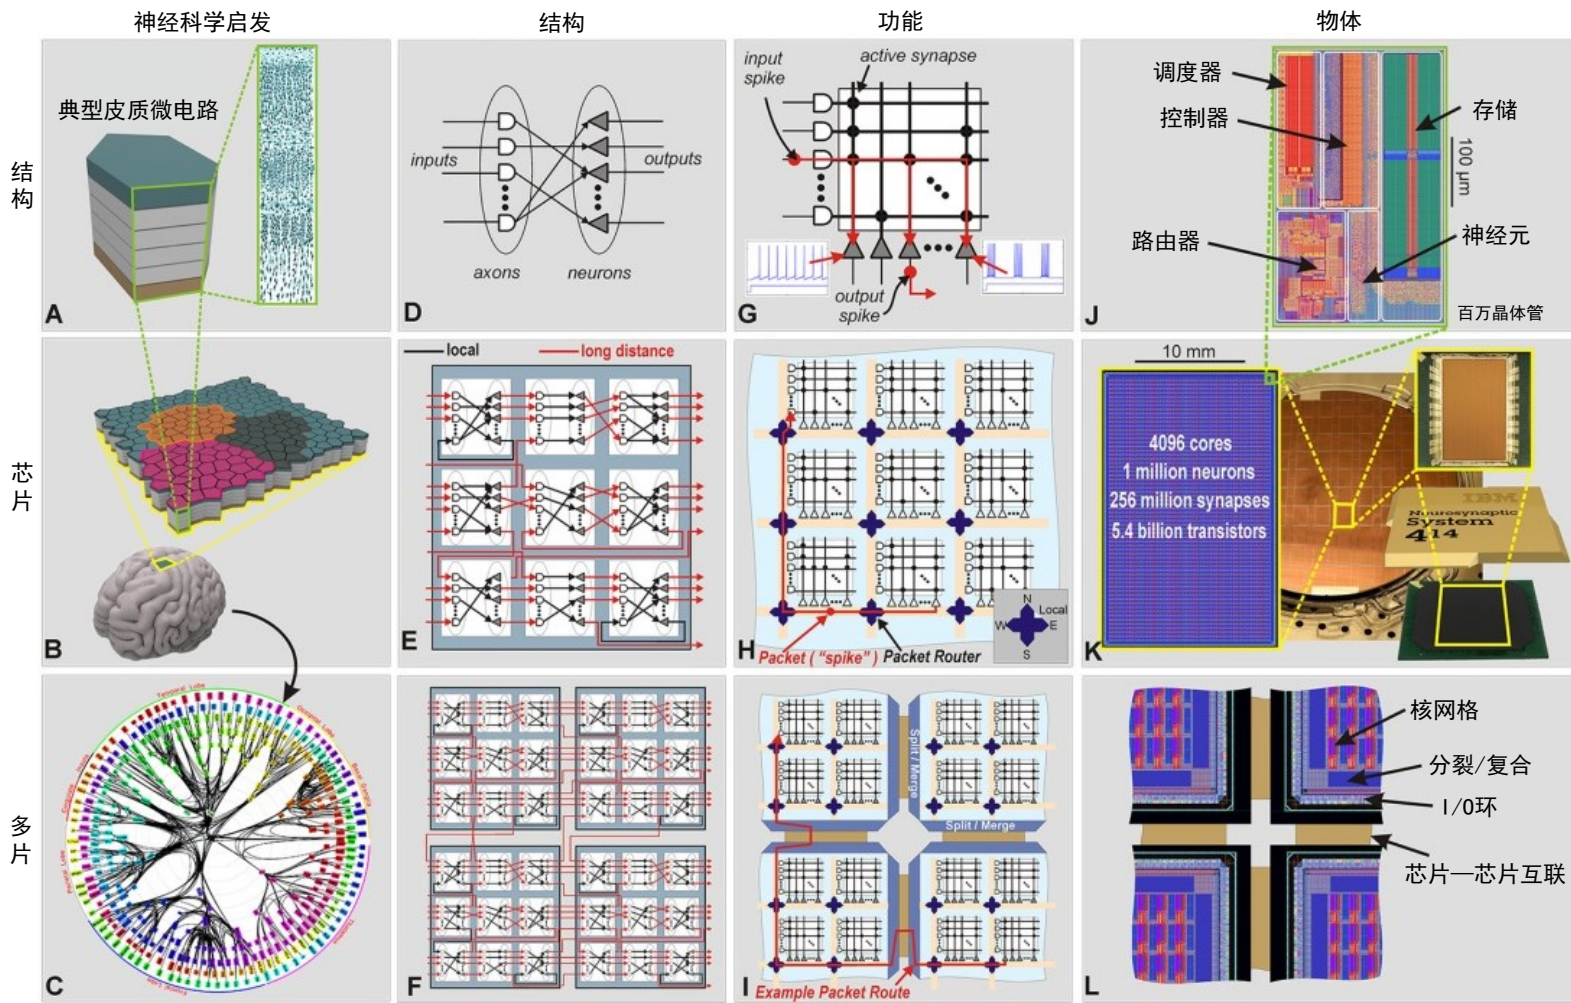 神经科学启发
结构
功能
物体
结构
芯片
多片
典型皮质微电路
A
inputs
outputs
axons
neurons
D
input
spike
active synapse
output
spike
G
调度器
控制器
存储
100 μm
路由器
神经元
百万晶体管
J
B
local
long distance
E
N
Local
W
E
S
Packet ( “spike” )
Packet Router
H
10 mm
4096 cores
1 million neurons
256 million synapses
5.4 billion transistors
IBM
Neurosynaptic
System
414
K
Temporal Lobe
C
F
Split / Merge
Split / Merge
Example Packet Route
I
核网格
分裂/复合
I/O环
芯片—芯片互联
L